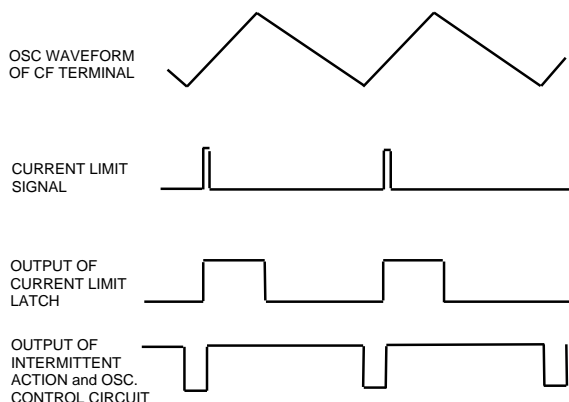 OSC WAVEFORM
OF CF TERMINAL
CURRENT LIMIT
SIGNAL
OUTPUT OF
CURRENT LIMIT
LATCH
OUTPUT OF
INTERMITTENT
ACTION and OSC.
CONTROL CIRCUIT